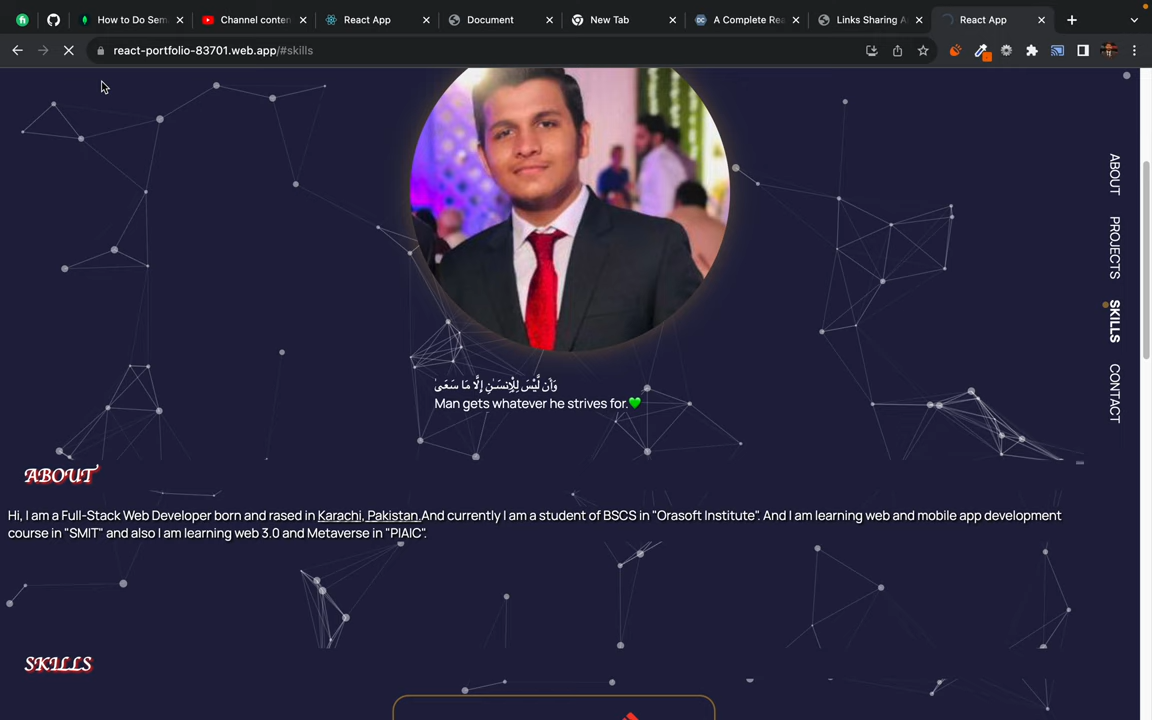 How to Do Sem
Channel conten
React App
Document
New Tab
A Complete Rea
Links Sharing A
React App
react-portfolio-83701.web.app/#skills
ABOUT
PROJECTS
SKILLS
CONTACT
وَأَن لَّيْسَ لِلْإِنسَـٰنِ إِلَّا مَا سَعَىٰ
Man gets whatever he strives for.💚
ABOUT
Hi, I am a Full-Stack Web Developer born and rased in Karachi, Pakistan.And currently I am a student of BSCS in "Orasoft Institute". And I am learning web and mobile app development
course in "SMIT" and also I am learning web 3.0 and Metaverse in "PIAIC".
SKILLS